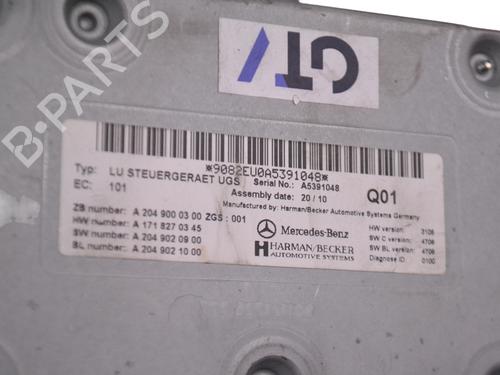 GTV
B-PARTS
*9082EU0A5391048*
Typ: LU STEUERGERAET UGS Serial No.: A5391048
EC: 101 Assembly date: 20 / 10 Q01
Manufactured by: Harman/Becker Automotive Systems Germany
ZB number: A 204 900 03 00 ZGS : 001
HW number: A 171 827 03 45
SW number: A 204 902 09 00
BL number: A 204 902 10 00
Mercedes-Benz
HARMAN/BECKER
AUTOMOTIVE SYSTEMS
HW version: 3106
SW C version: 4706
SW BL version: 4706
Diagnose ID: 0100